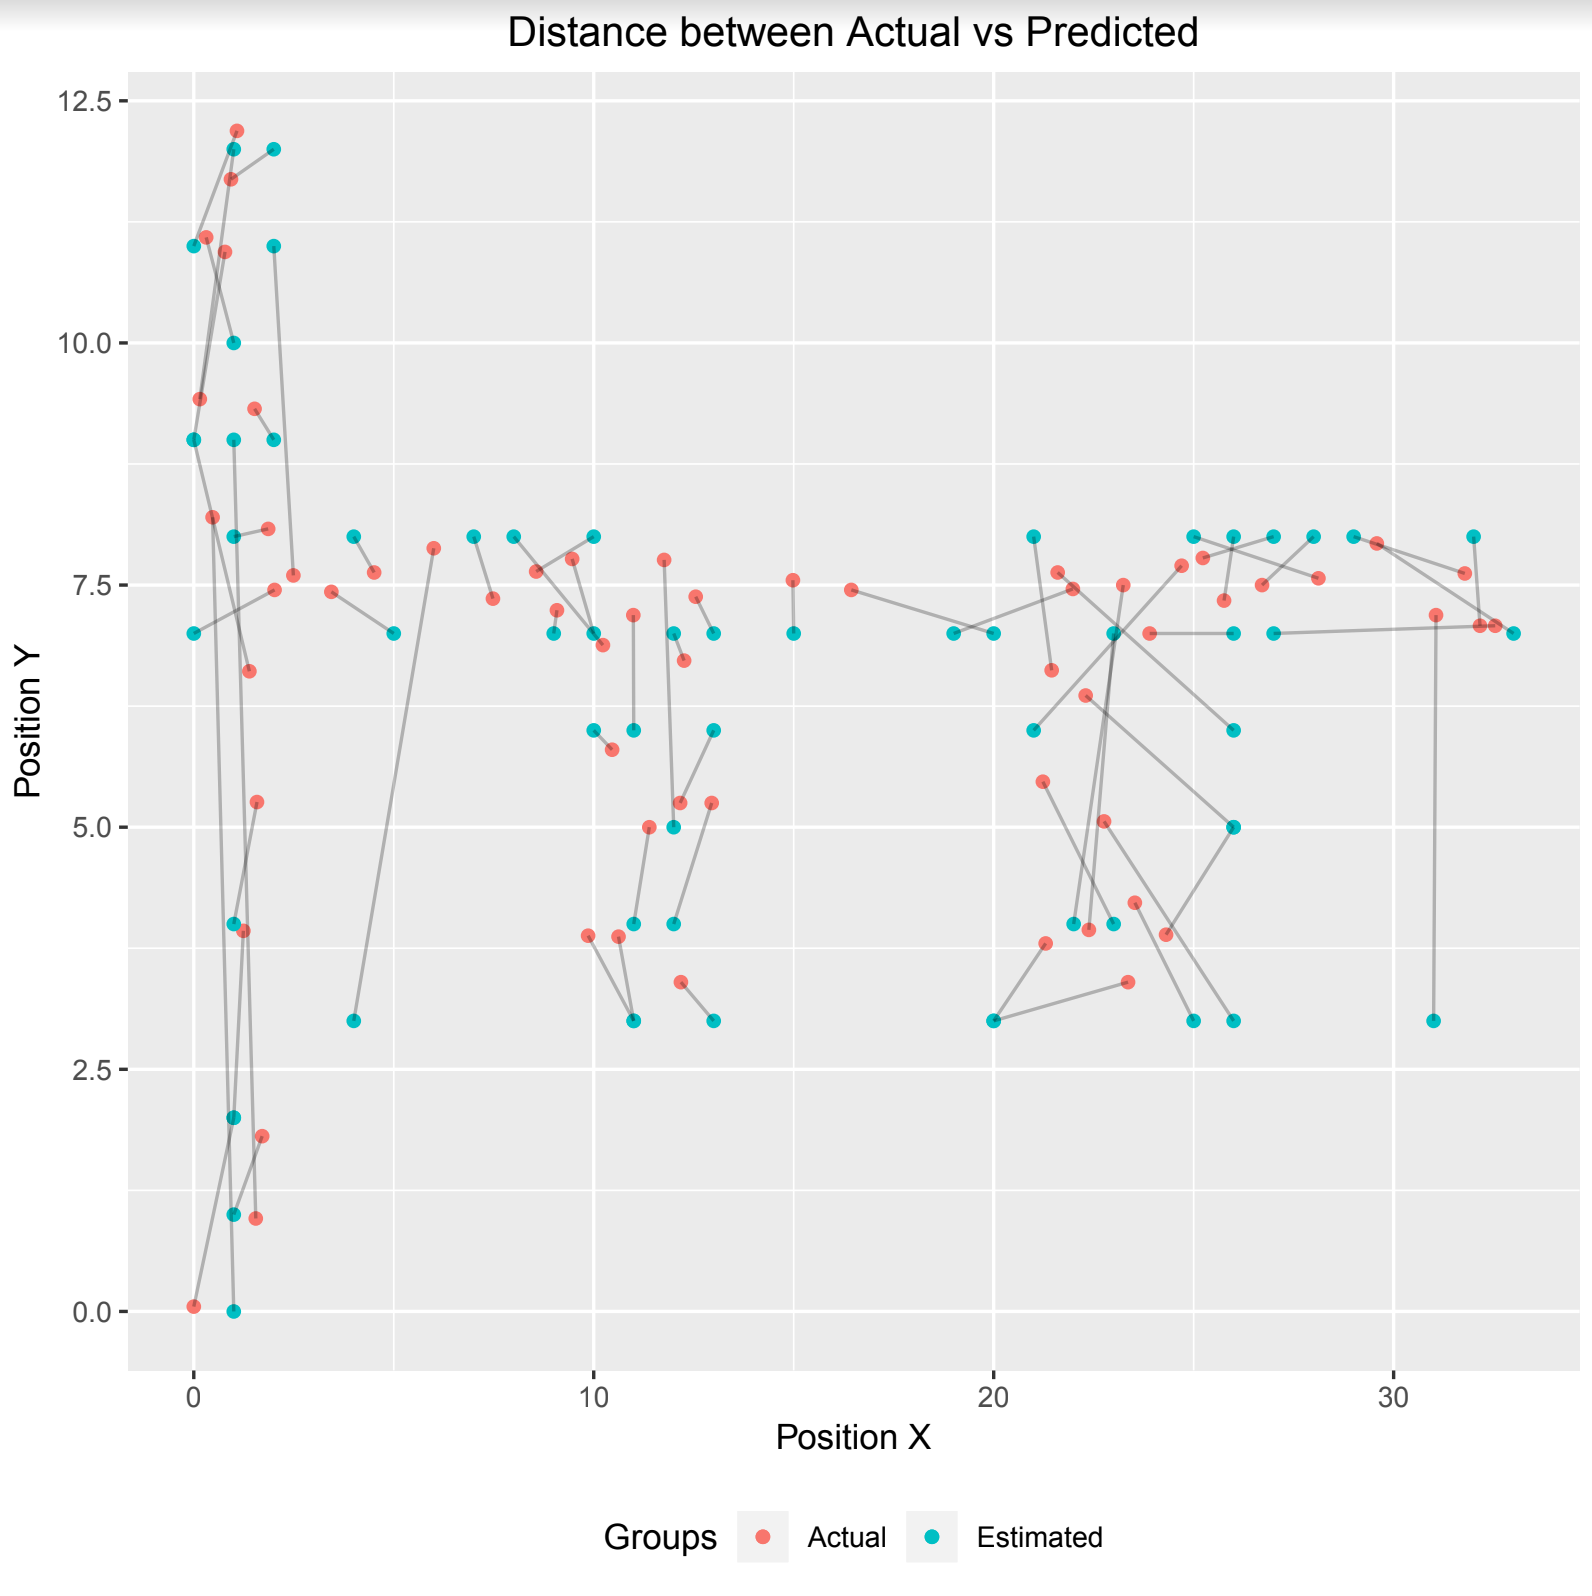 Distance between Actual vs Predicted
12.5
10.0
7.5
5.0
2.5
0.0
Position Y
0 10 20 30
Position X
Groups Actual Estimated